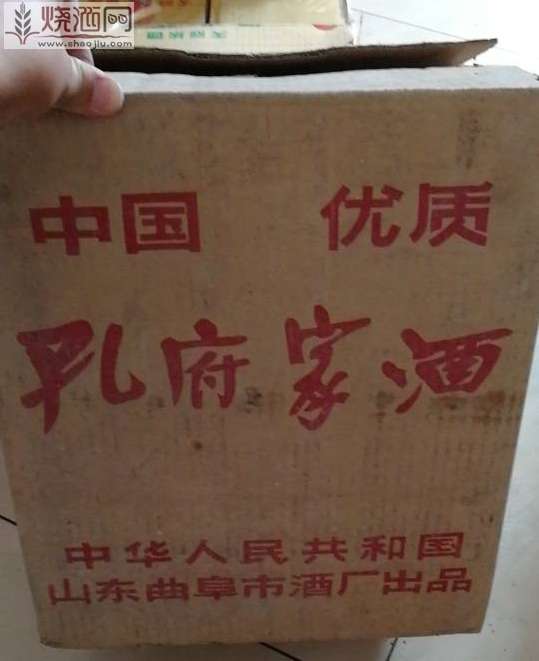 烧酒网
www.shaojiu.com
中国 优质
孔府家酒
中华人民共和国
山东曲阜市酒厂出品